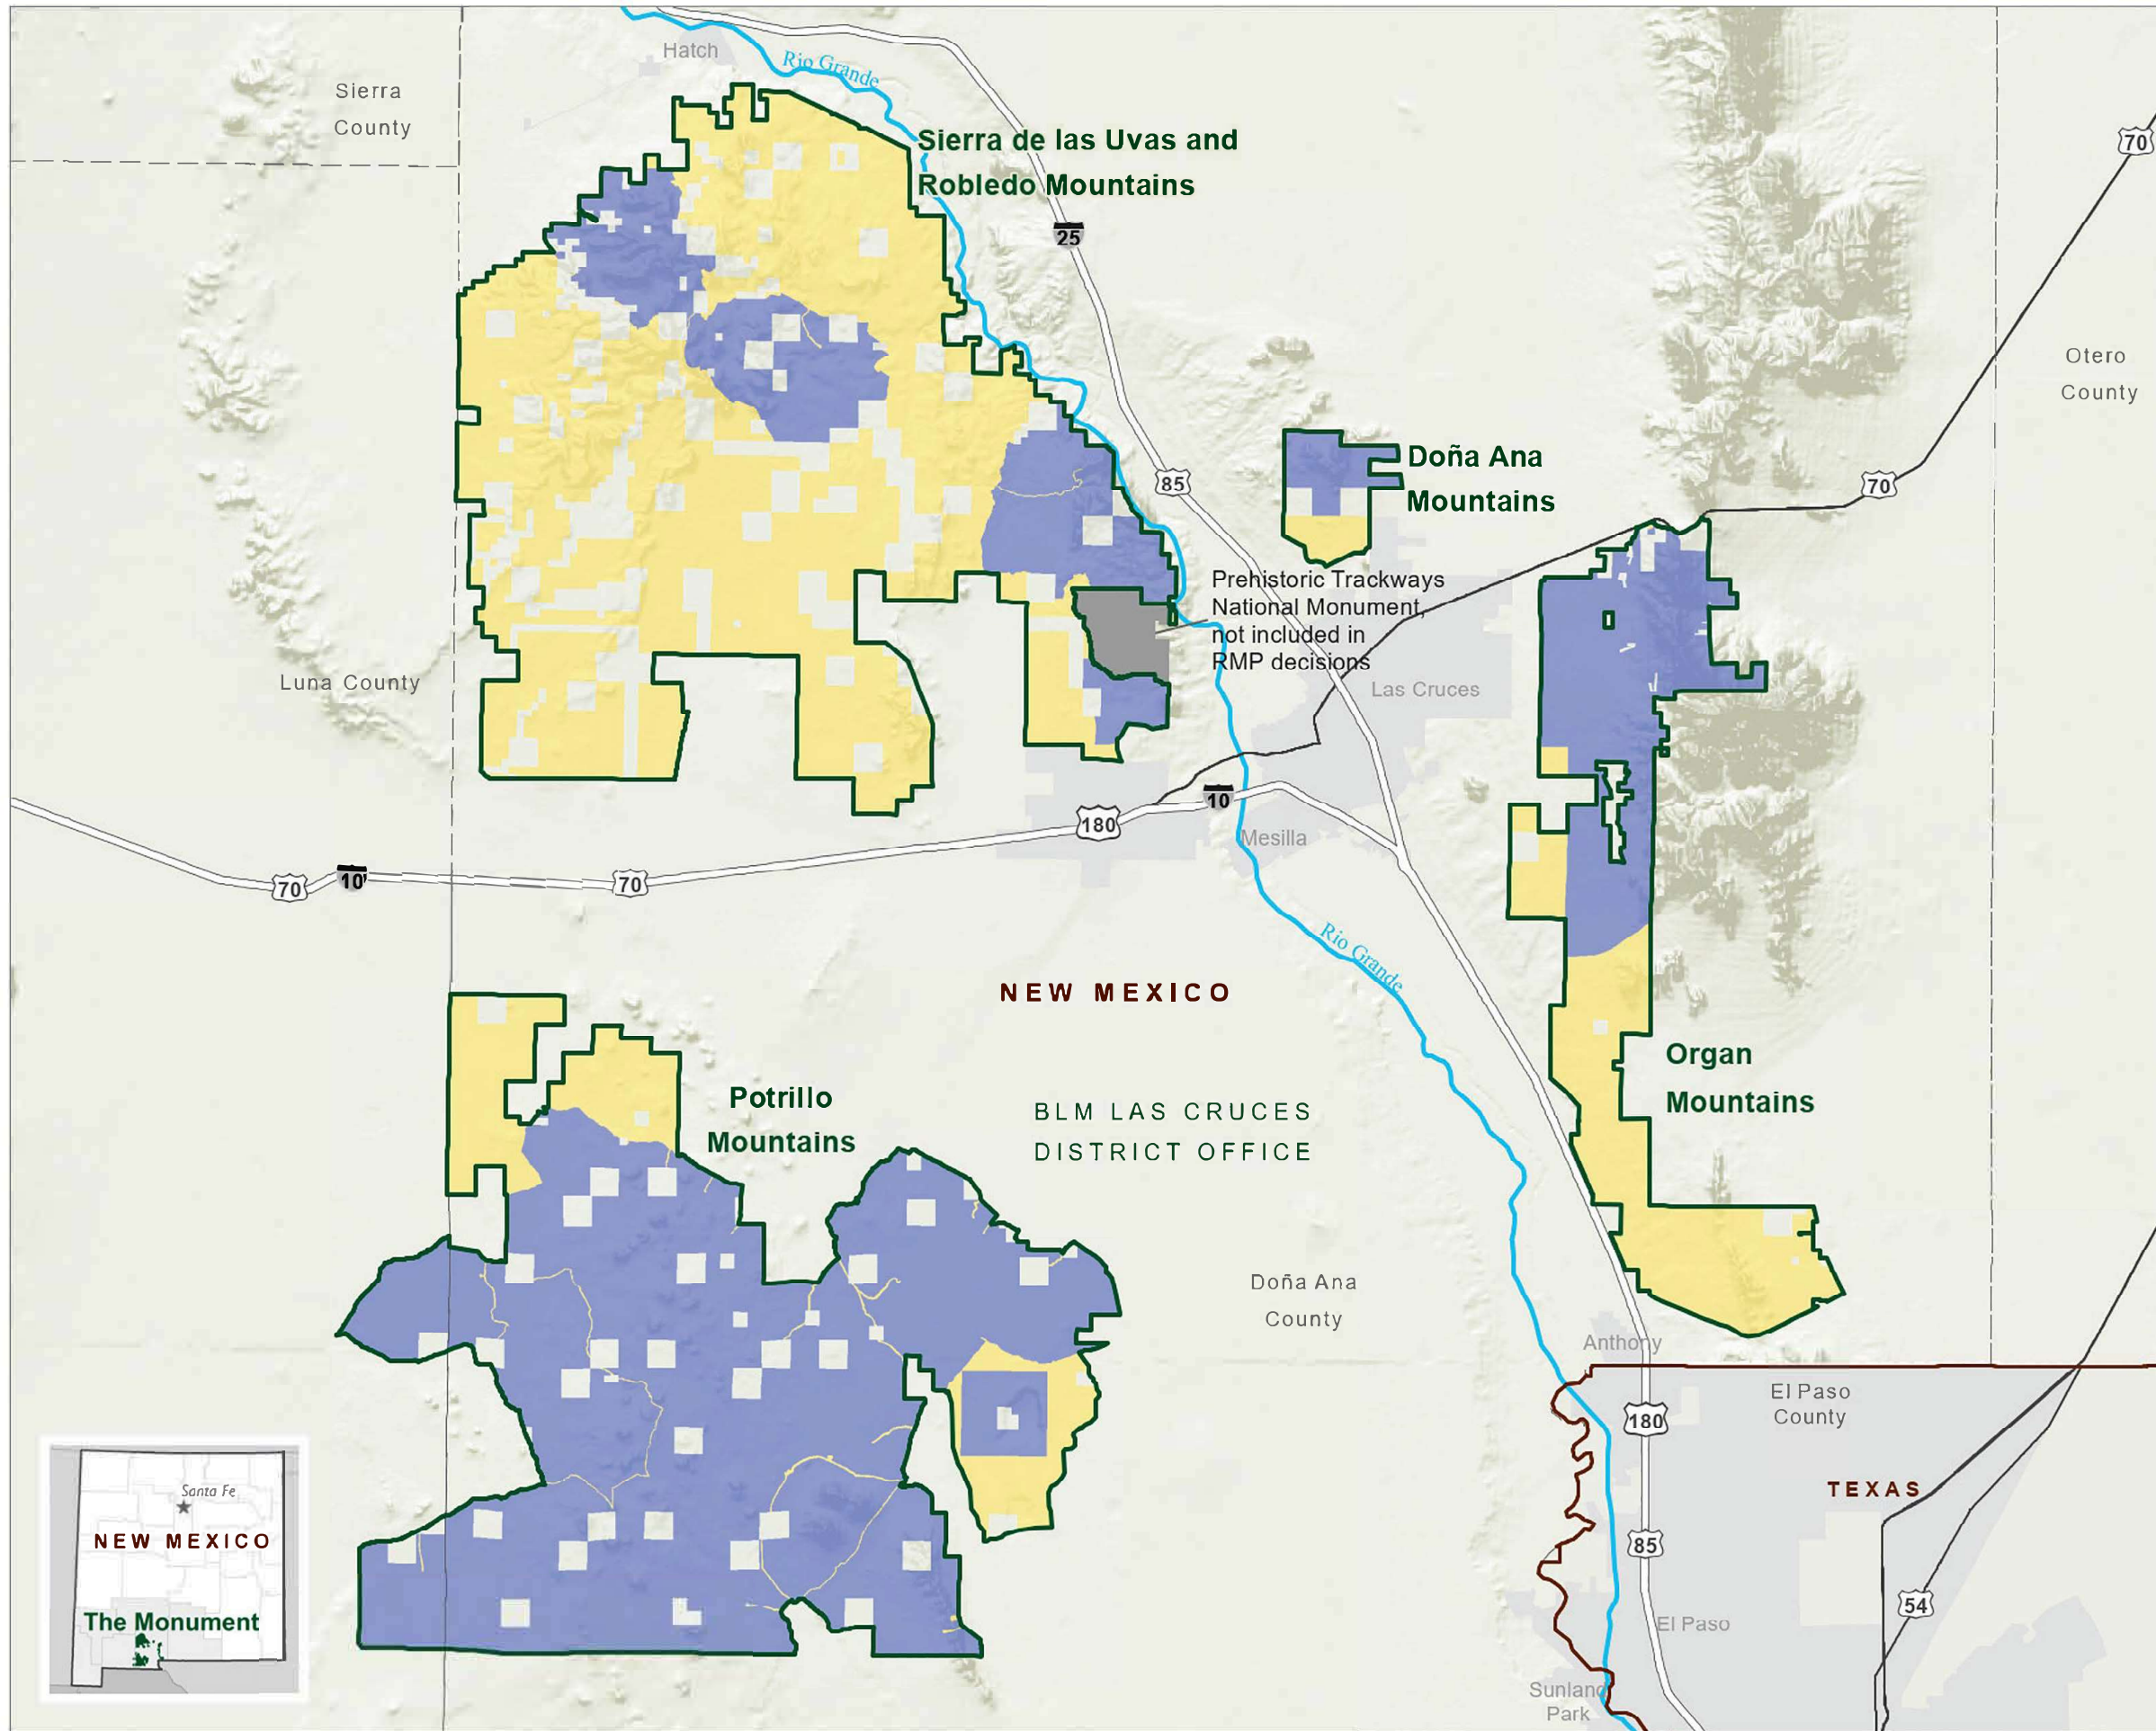 Hatch
Rio Grande
Sierra
County
Sierra de las Uvas and
Robledo Mountains
70
25
Otero
County
85
Doña Ana
Mountains
70
Prehistoric Trackways
National Monument,
not included in
RMP decisions
Luna County
Las Cruces
10
180
Mesilla
70
10
70
Rio Grande
NEW MEXICO
Organ
Mountains
Potrillo
Mountains
BLM LAS CRUCES
DISTRICT OFFICE
Doña Ana
County
Anthony
El Paso
County
180
TEXAS
Santa Fe
NEW MEXICO
The Monument
85
54
El Paso
Sunland
Park